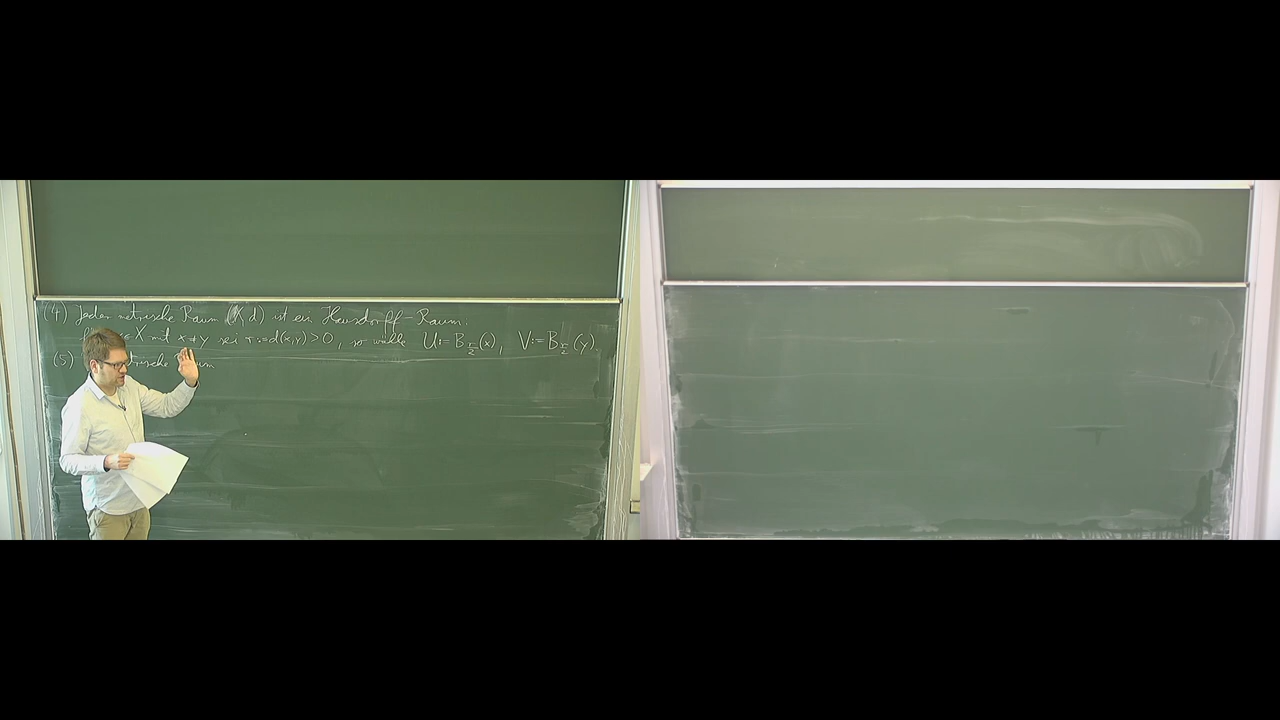 (4) Jeder metrische Raum (X,d) ist ein Hausdorff-Raum:
X mit x≠y sei r:=d(x,y)>0, so wähle U:=B_{r/2}(x), V:=B_{r/2}(y).
(5)